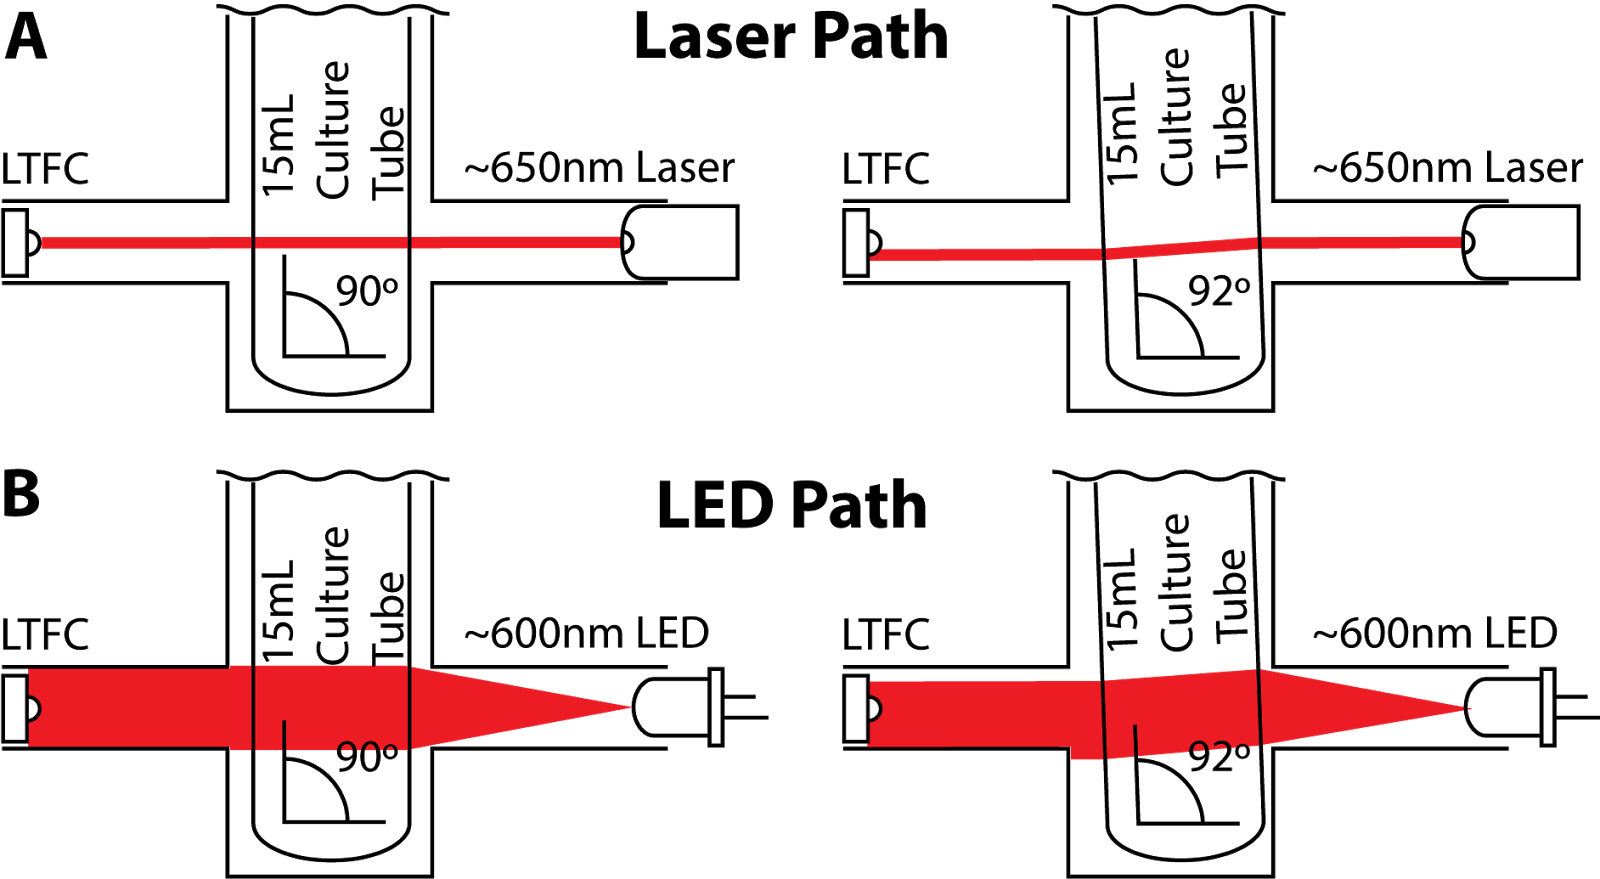 A
Laser Path
15mL
Culture
Tube
LTFC
~650nm Laser
90º
15mL
Culture
Tube
LTFC
~650nm Laser
92º
B
LED Path
15mL
Culture
Tube
LTFC
~600nm LED
90º
15mL
Culture
Tube
LTFC
~600nm LED
92º